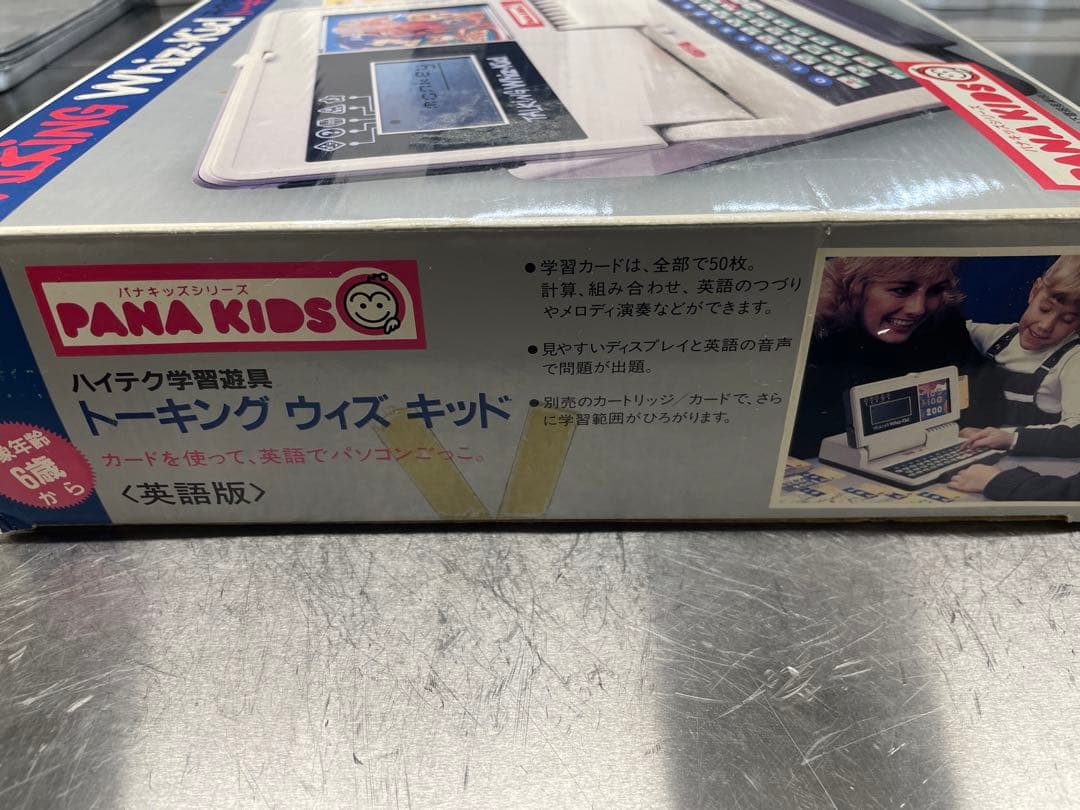 Whiz-Kid
PANA KIDS
パナキッズシリーズ
PANA KIDS
ハイテク学習遊具
トーキング ウィズ キッド
カードを使って、英語でパソコンごっこ。
〈英語版〉
対象年齢
6歳
から
●学習カードは、全部で50枚。
計算、組み合わせ、英語のつづり
やメロディ演奏などができます。
●見やすいディスプレイと英語の音声
で問題が出題。
●別売のカートリッジ/カードで、さら
に学習範囲がひろがります。
200